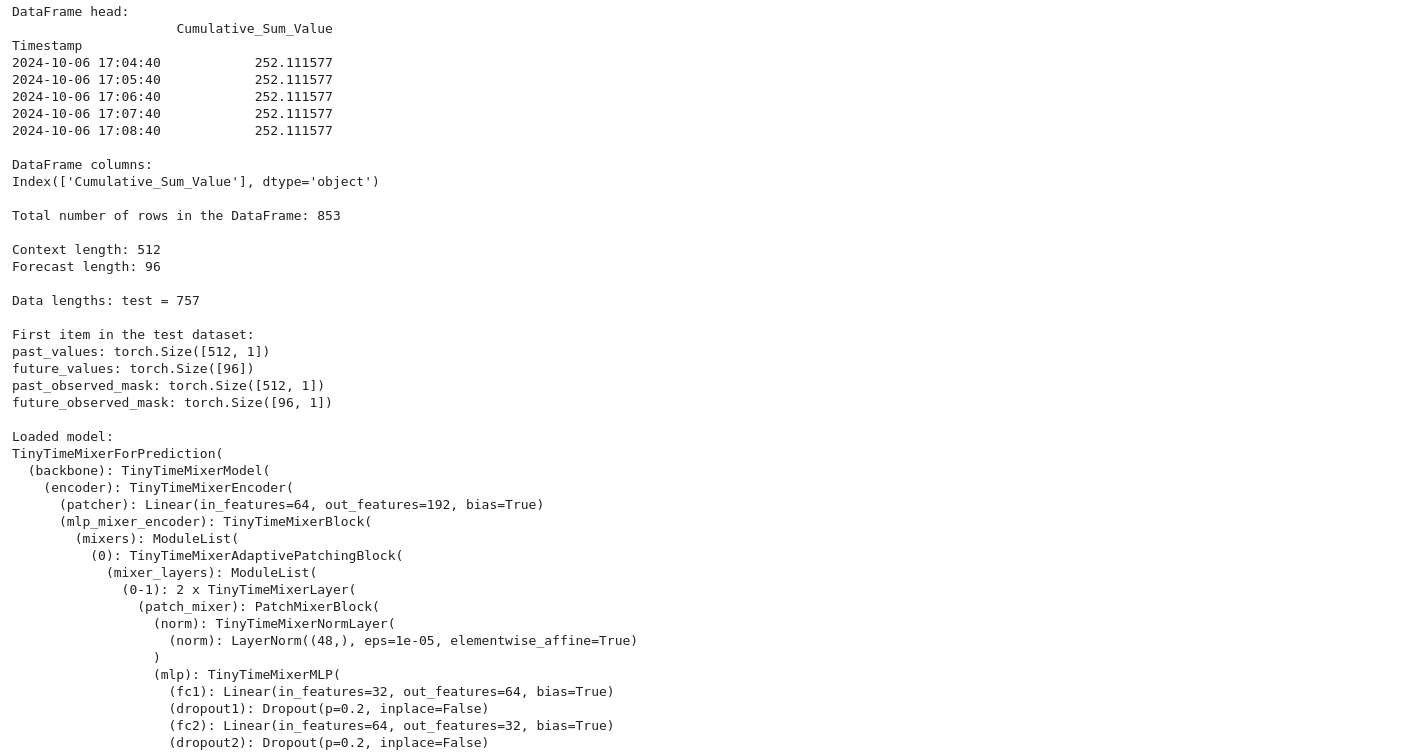 DataFrame head:
                     Cumulative_Sum_Value
Timestamp
2024-10-06 17:04:40            252.111577
2024-10-06 17:05:40            252.111577
2024-10-06 17:06:40            252.111577
2024-10-06 17:07:40            252.111577
2024-10-06 17:08:40            252.111577

DataFrame columns:
Index(['Cumulative_Sum_Value'], dtype='object')

Total number of rows in the DataFrame: 853

Context length: 512
Forecast length: 96

Data lengths: test = 757

First item in the test dataset:
past_values: torch.Size([512, 1])
future_values: torch.Size([96])
past_observed_mask: torch.Size([512, 1])
future_observed_mask: torch.Size([96, 1])

Loaded model:
TinyTimeMixerForPrediction(
  (backbone): TinyTimeMixerModel(
    (encoder): TinyTimeMixerEncoder(
      (patcher): Linear(in_features=64, out_features=192, bias=True)
      (mlp_mixer_encoder): TinyTimeMixerBlock(
        (mixers): ModuleList(
          (0): TinyTimeMixerAdaptivePatchingBlock(
            (mixer_layers): ModuleList(
              (0-1): 2 x TinyTimeMixerLayer(
                (patch_mixer): PatchMixerBlock(
                  (norm): TinyTimeMixerNormLayer(
                    (norm): LayerNorm((48,), eps=1e-05, elementwise_affine=True)
                  )
                  (mlp): TinyTimeMixerMLP(
                    (fc1): Linear(in_features=32, out_features=64, bias=True)
                    (dropout1): Dropout(p=0.2, inplace=False)
                    (fc2): Linear(in_features=64, out_features=32, bias=True)
                    (dropout2): Dropout(p=0.2, inplace=False)